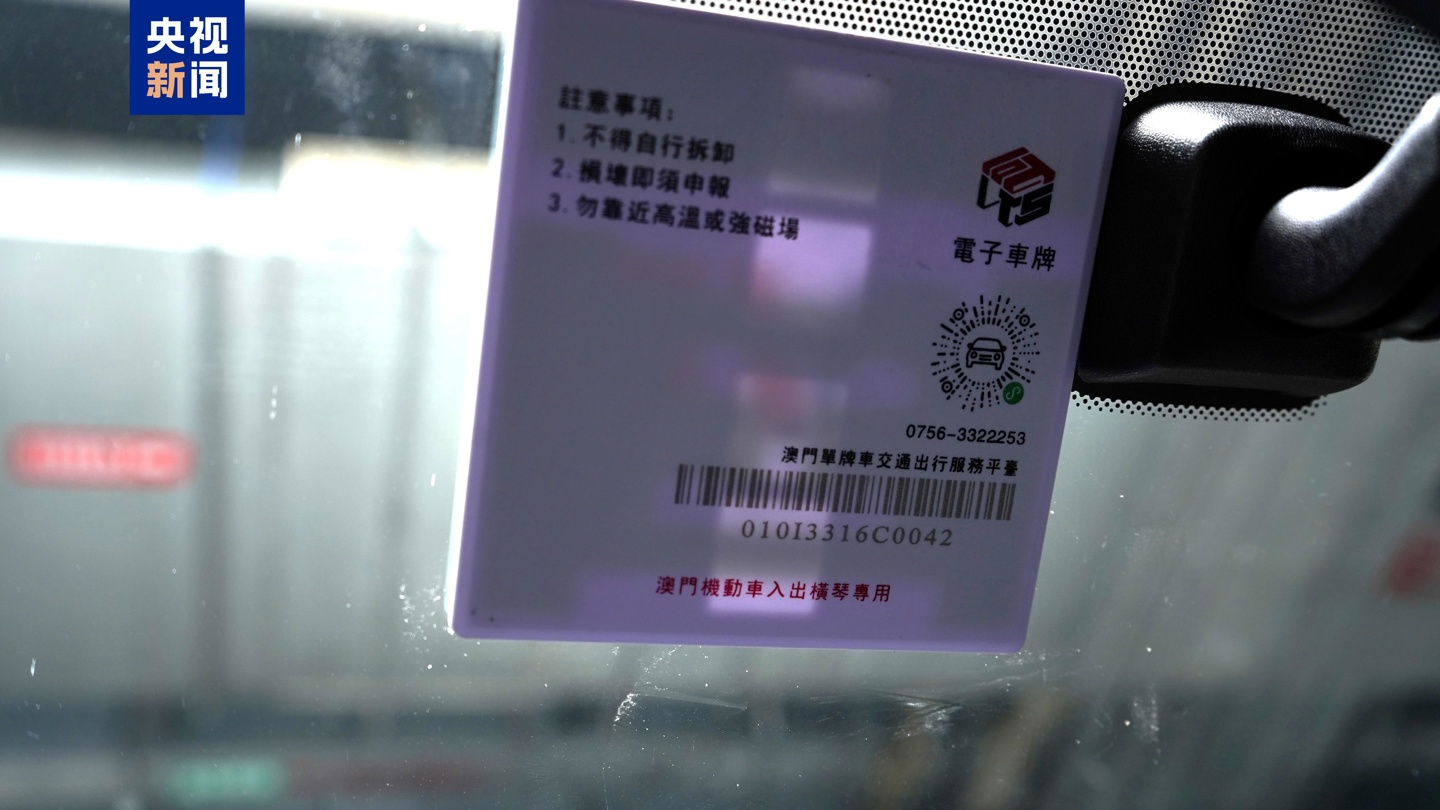 央视
新闻
註意事項：
1. 不得自行拆卸
2. 損壞即須申報
3. 勿靠近高溫或強磁場
ITS
電子車牌
0756-3322253
澳門單牌車交通出行服務平臺
010I3316C0042
澳門機動車入出橫琴專用